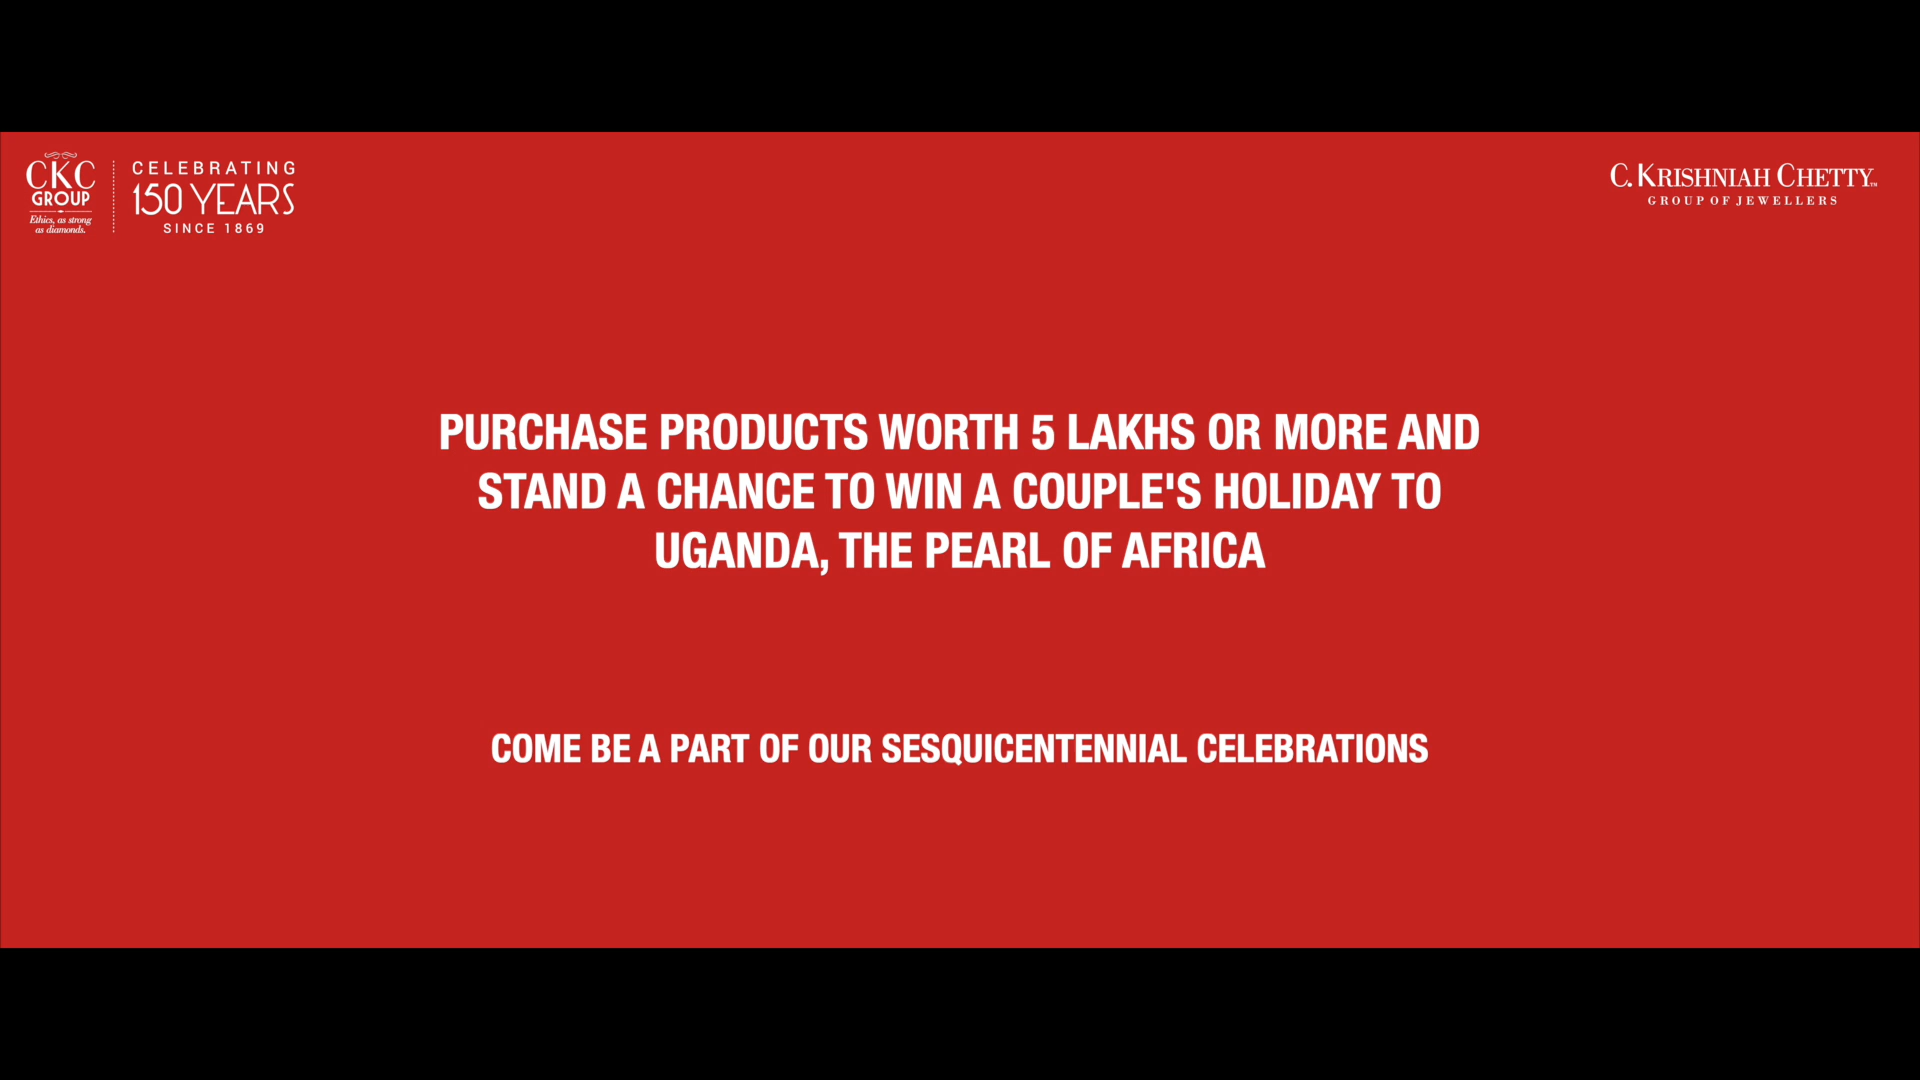 CKC
GROUP
Ethics, as strong
as diamonds.
CELEBRATING
150 YEARS
SINCE 1869
C. KRISHNIAH CHETTY™
GROUP OF JEWELLERS
PURCHASE PRODUCTS WORTH 5 LAKHS OR MORE AND
STAND A CHANCE TO WIN A COUPLE'S HOLIDAY TO
UGANDA, THE PEARL OF AFRICA
COME BE A PART OF OUR SESQUICENTENNIAL CELEBRATIONS